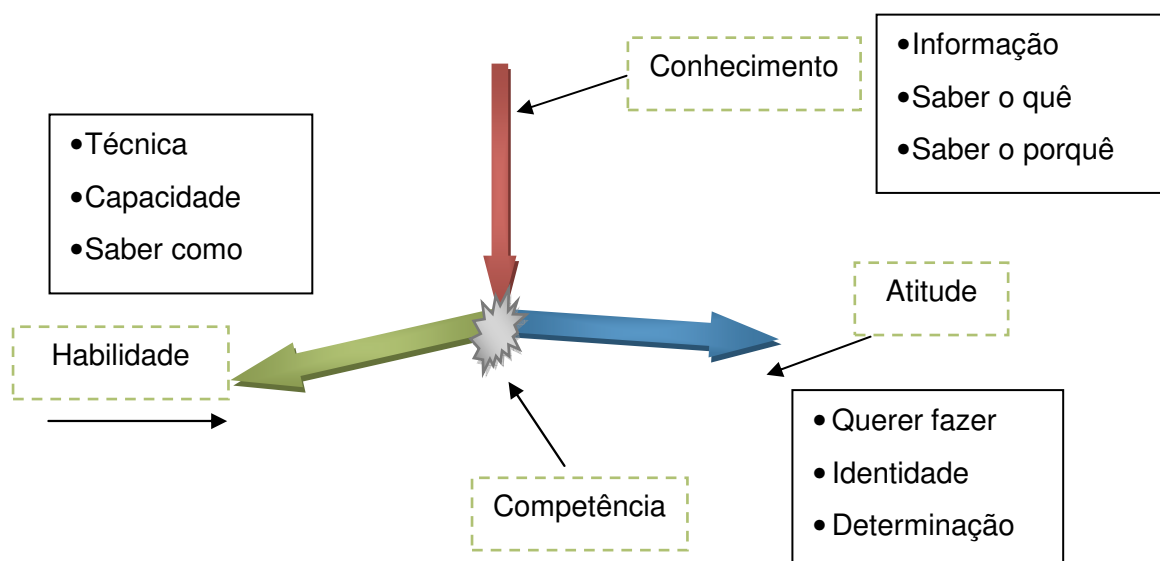 Conhecimento
•Informação
•Saber o quê
•Saber o porquê
•Técnica
•Capacidade
•Saber como
Atitude
Habilidade
•Querer fazer
•Identidade
•Determinação
Competência